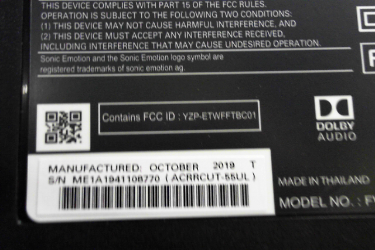 THIS DEVICE COMPLIES WITH PART 15 OF THE FCC RULES.
OPERATION IS SUBJECT TO THE FOLLOWING TWO CONDITIONS:
(1) THIS DEVICE MAY NOT CAUSE HARMFUL INTERFERENCE, AND
(2) THIS DEVICE MUST ACCEPT ANY INTERFERENCE RECEIVED,
INCLUDING INTERFERENCE THAT MAY CAUSE UNDESIRED OPERATION.
Sonic Emotion and the Sonic Emotion logo symbol are
registered trademarks of sonic emotion ag.
Contains FCC ID : YZP-ETWFFTBC01
DOLBY
AUDIO
MANUFACTURED: OCTOBER 2019 T
S/N ME1A1941108770 (ACRRCUT-55UL)
MADE IN THAILAND
MODEL NO. :